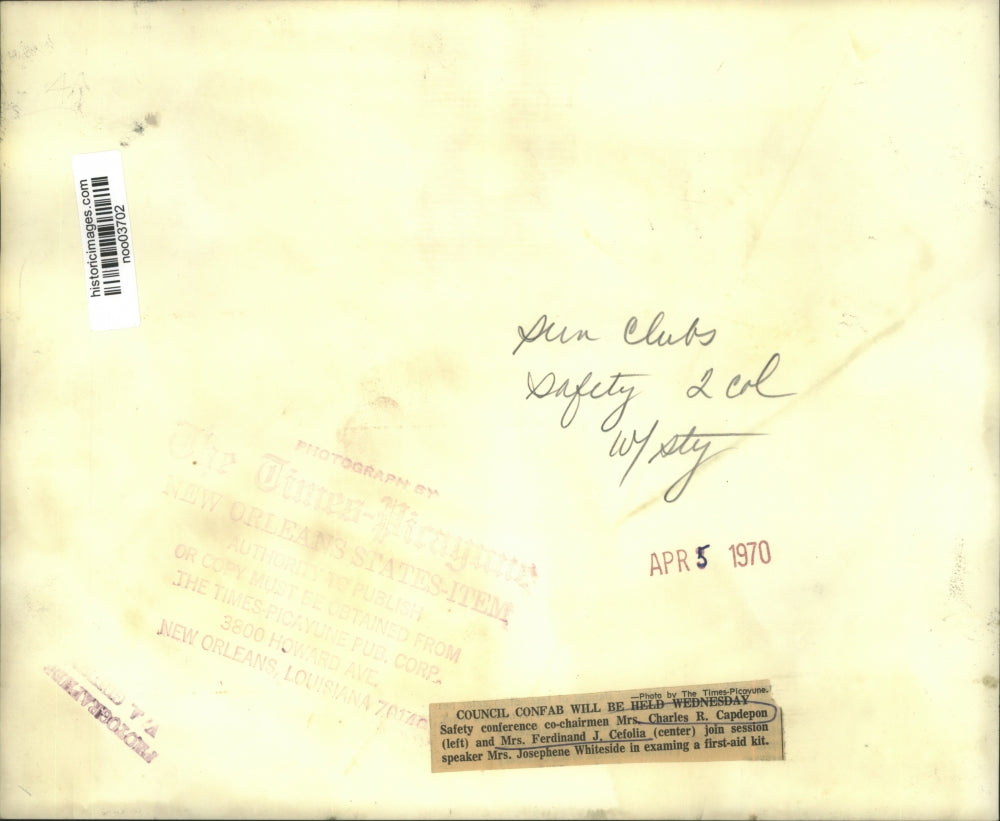 historicimages.com
noo03702
Sun Clubs
Safety 2 col
w/ sty
PHOTOGRAPH BY
The Times-Picayune
NEW ORLEANS STATES-ITEM
AUTHORITY TO PUBLISH
OR COPY MUST BE OBTAINED FROM
THE TIMES-PICAYUNE PUB. CORP.
3800 HOWARD AVE.
NEW ORLEANS, LOUISIANA 70140
APR 5 1970
PHOTOGRAPHER
—Photo by The Times-Picayune.
COUNCIL CONFAB WILL BE HELD WEDNESDAY
Safety conference co-chairmen Mrs. Charles R. Capdepon
(left) and Mrs. Ferdinand J. Cefolia (center) join session
speaker Mrs. Josephene Whiteside in examing a first-aid kit.